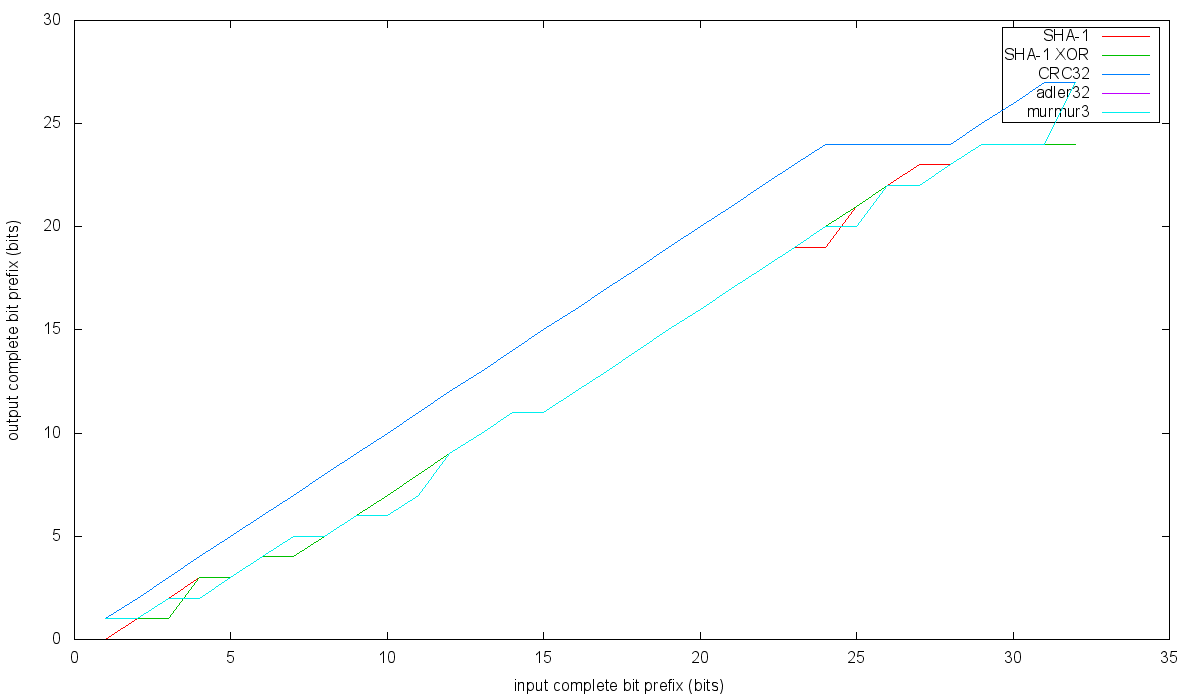 30
25
20
15
10
5
0
output complete bit prefix (bits)
SHA-1
SHA-1 XOR
CRC32
adler32
murmur3
0 5 10 15 20 25 30 35
input complete bit prefix (bits)